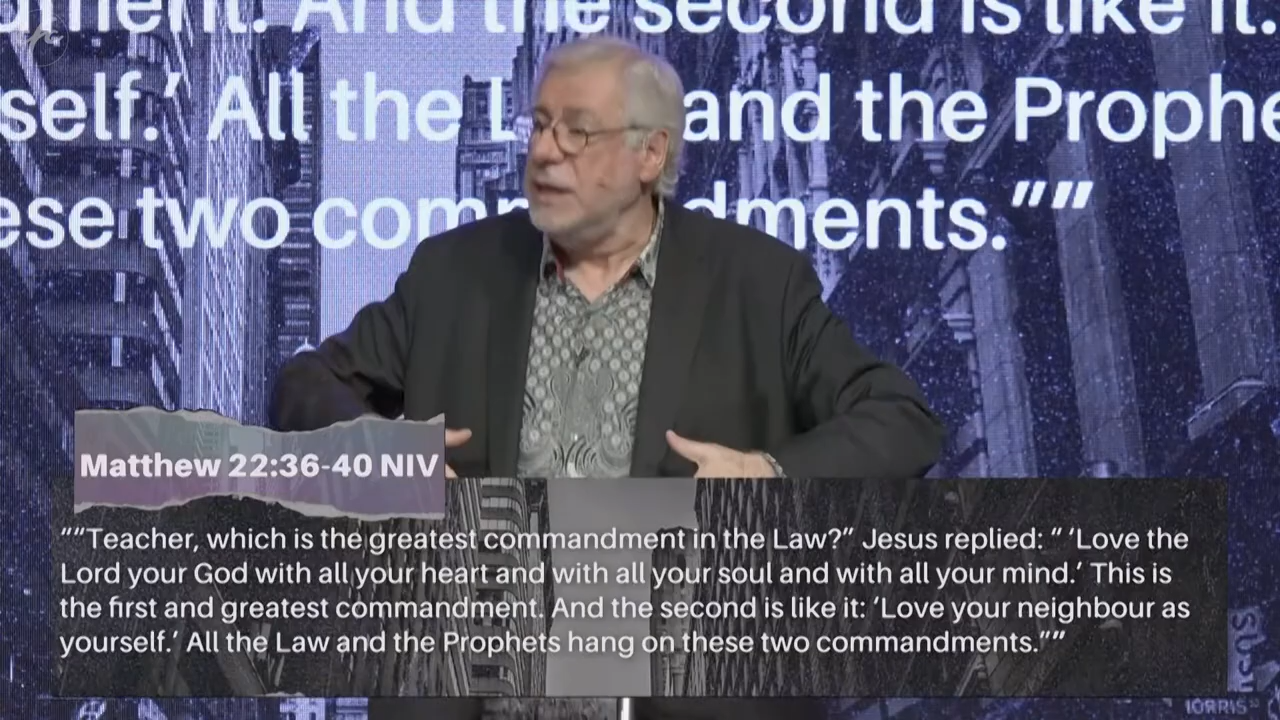 dment. And the second is like it.
self.’ All the L and the Prophe
ese two com dments.””
Matthew 22:36-40 NIV
““Teacher, which is the greatest commandment in the Law?” Jesus replied: “ ‘Love the
Lord your God with all your heart and with all your soul and with all your mind.’ This is
the first and greatest commandment. And the second is like it: ‘Love your neighbour as
yourself.’ All the Law and the Prophets hang on these two commandments.””